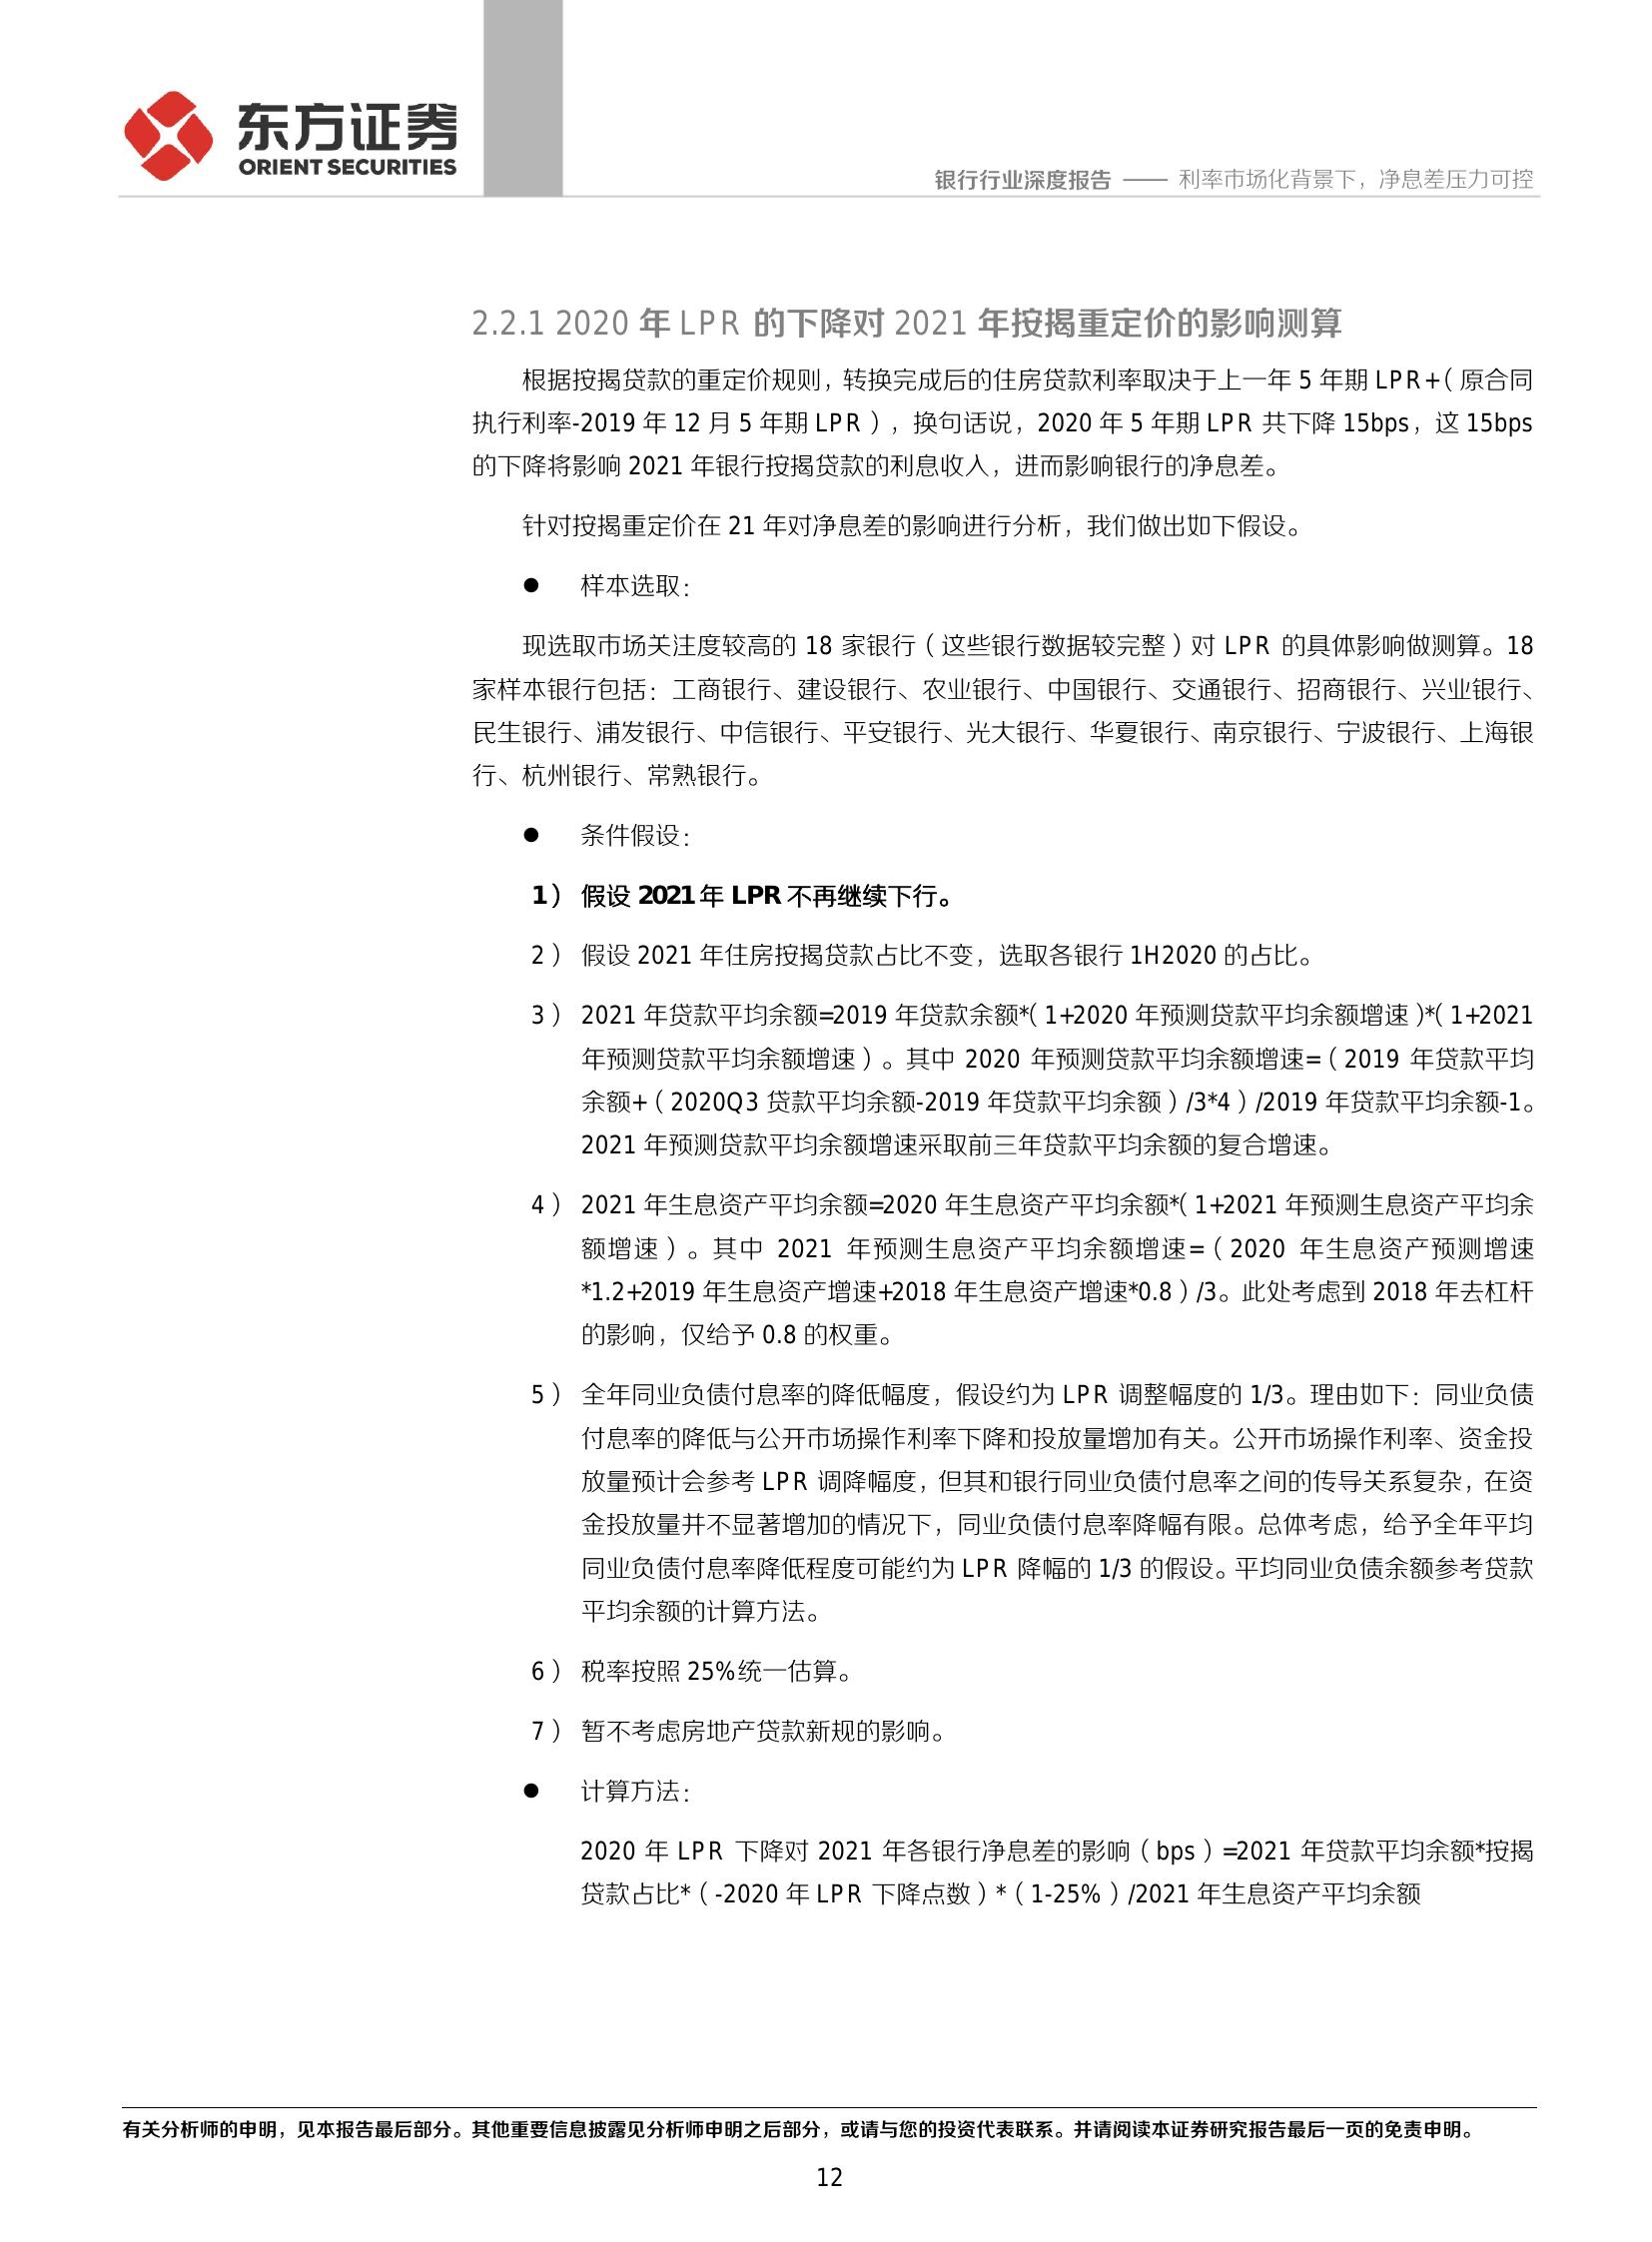 东方证券
ORIENT SECURITIES
银行行业深度报告 —— 利率市场化背景下，净息差压力可控
2.2.1 2020 年 LPR 的下降对 2021 年按揭重定价的影响测算
根据按揭贷款的重定价规则，转换完成后的住房贷款利率取决于上一年 5 年期 LPR+（原合同
执行利率-2019 年 12 月 5 年期 LPR），换句话说，2020 年 5 年期 LPR 共下降 15bps，这 15bps
的下降将影响 2021 年银行按揭贷款的利息收入，进而影响银行的净息差。
针对按揭重定价在 21 年对净息差的影响进行分析，我们做出如下假设。
● 样本选取：
现选取市场关注度较高的 18 家银行（这些银行数据较完整）对 LPR 的具体影响做测算。18
家样本银行包括：工商银行、建设银行、农业银行、中国银行、交通银行、招商银行、兴业银行、
民生银行、浦发银行、中信银行、平安银行、光大银行、华夏银行、南京银行、宁波银行、上海银
行、杭州银行、常熟银行。
● 条件假设：
1） 假设 2021 年 LPR 不再继续下行。
2） 假设 2021 年住房按揭贷款占比不变，选取各银行 1H2020 的占比。
3） 2021 年贷款平均余额=2019 年贷款余额*（1+2020 年预测贷款平均余额增速）*（1+2021
年预测贷款平均余额增速）。其中 2020 年预测贷款平均余额增速=（2019 年贷款平均
余额+（2020Q3 贷款平均余额-2019 年贷款平均余额）/3*4）/2019 年贷款平均余额-1。
2021 年预测贷款平均余额增速采取前三年贷款平均余额的复合增速。
4） 2021 年生息资产平均余额=2020 年生息资产平均余额*（1+2021 年预测生息资产平均余
额增速）。其中 2021 年预测生息资产平均余额增速=（2020 年生息资产预测增速
*1.2+2019 年生息资产增速+2018 年生息资产增速*0.8）/3。此处考虑到 2018 年去杠杆
的影响，仅给予 0.8 的权重。
5） 全年同业负债付息率的降低幅度，假设约为 LPR 调整幅度的 1/3。理由如下：同业负债
付息率的降低与公开市场操作利率下降和投放量增加有关。公开市场操作利率、资金投
放量预计会参考 LPR 调降幅度，但其和银行同业负债付息率之间的传导关系复杂，在资
金投放量并不显著增加的情况下，同业负债付息率降幅有限。总体考虑，给予全年平均
同业负债付息率降低程度可能约为 LPR 降幅的 1/3 的假设。平均同业负债余额参考贷款
平均余额的计算方法。
6） 税率按照 25%统一估算。
7） 暂不考虑房地产贷款新规的影响。
● 计算方法：
2020 年 LPR 下降对 2021 年各银行净息差的影响（bps）=2021 年贷款平均余额*按揭
贷款占比*（-2020 年 LPR 下降点数）*（1-25%）/2021 年生息资产平均余额
有关分析师的申明，见本报告最后部分。其他重要信息披露见分析师申明之后部分，或请与您的投资代表联系。并请阅读本证券研究报告最后一页的免责申明。
12